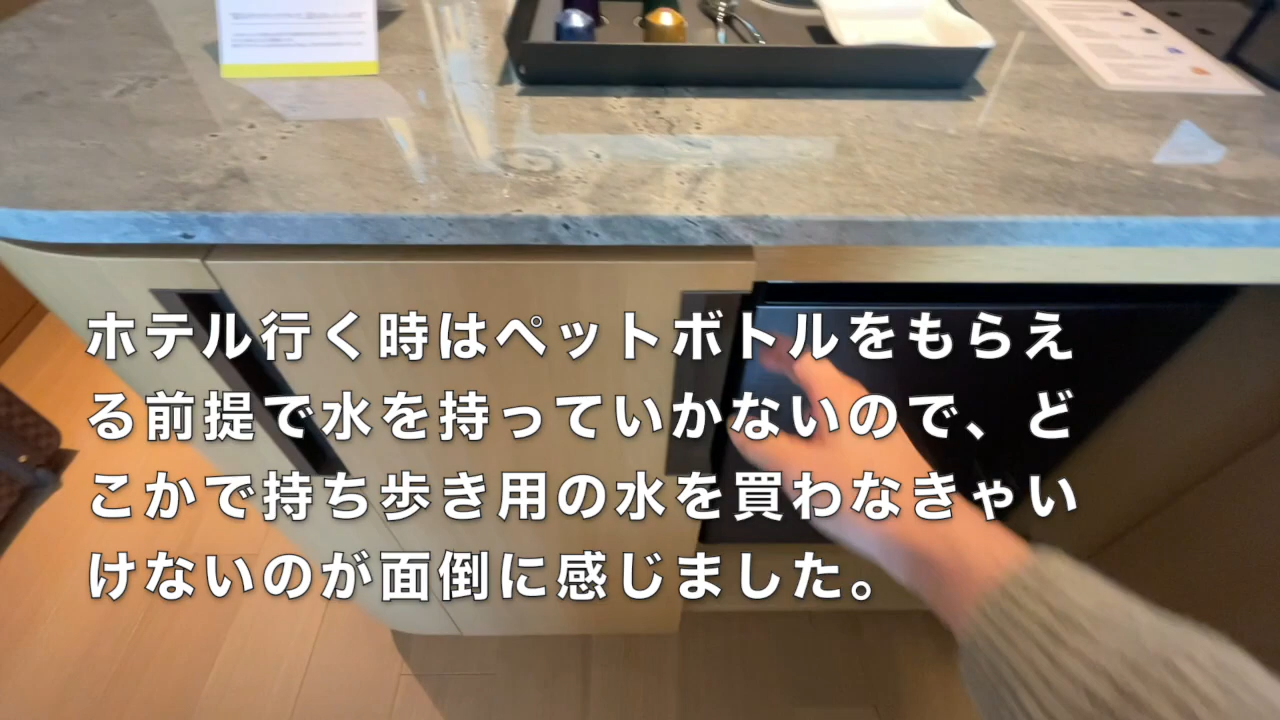 ホテル行く時はペットボトルをもらえ
る前提で水を持っていかないので、ど
こかで持ち歩き用の水を買わなきゃい
けないのが面倒に感じました。